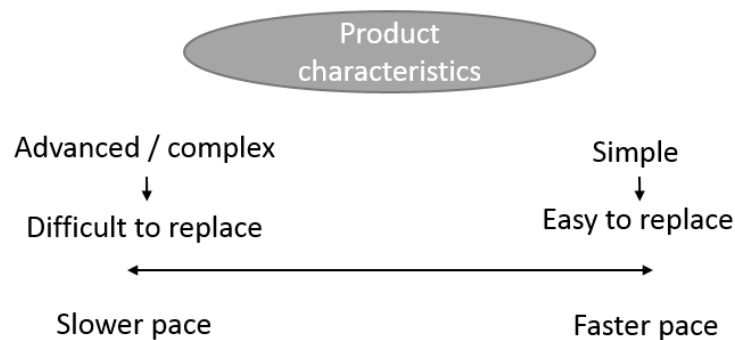 Product
characteristics
Advanced / complex
Simple
Difficult to replace
Easy to replace
Slower pace
Faster pace